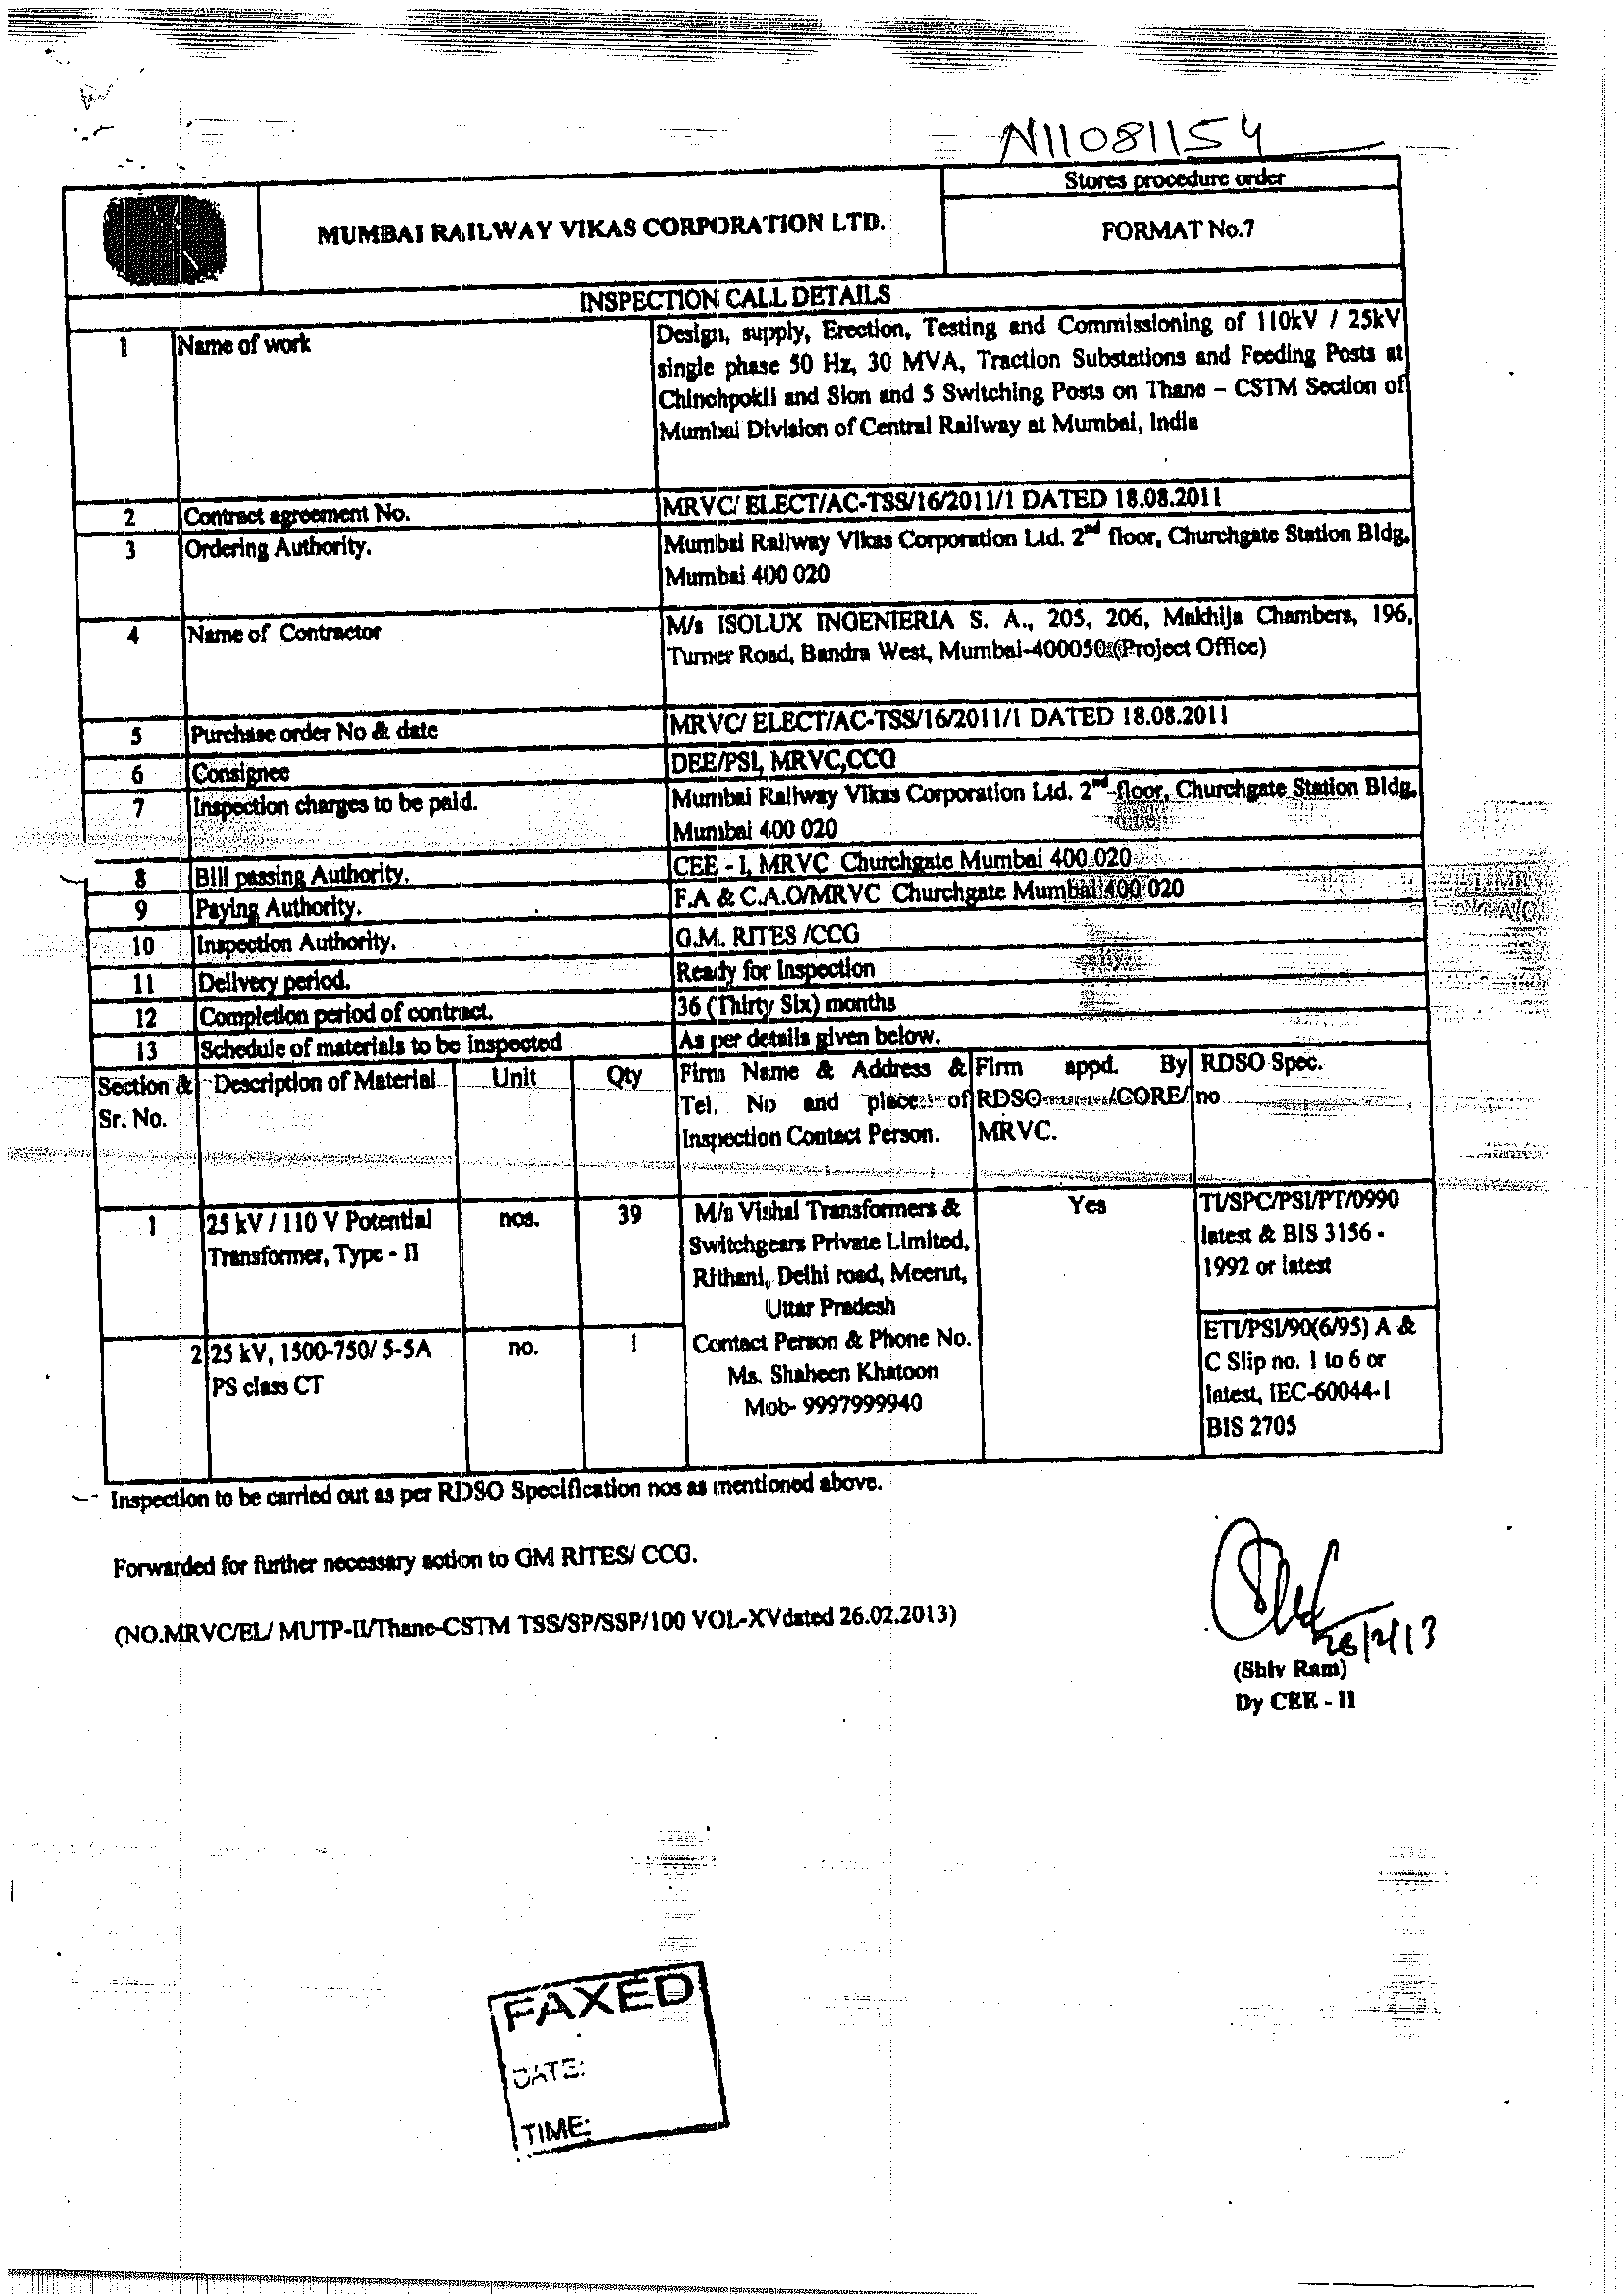 N11081154
Stores procedure order
MUMBAI RAILWAY VIKAS CORPORATION LTD.
FORMAT No.7
INSPECTION CALL DETAILS
1 Name of work
Design, supply, Erection, Testing and Commissioning of 110kV / 25kV
single phase 50 Hz, 30 MVA, Traction Substations and Feeding Posts at
Chinchpokli and Sion and 5 Switching Posts on Thane – CSTM Section of
Mumbai Division of Central Railway at Mumbai, India
2 Contract agreement No. MRVC/ ELECT/AC-TSS/16/2011/1 DATED 18.08.2011
3 Ordering Authority. Mumbai Railway Vikas Corporation Ltd. 2nd floor, Churchgate Station Bldg.
Mumbai 400 020
4 Name of Contractor M/s ISOLUX INGENIERIA S. A., 205, 206, Makhija Chambers, 196,
Turner Road, Bandra West, Mumbai-400050 (Project Office)
5 Purchase order No & date MRVC/ ELECT/AC-TSS/16/2011/1 DATED 18.08.2011
6 Consignee DEE/PSI, MRVC,CCG
7 Inspection charges to be paid. Mumbai Railway Vikas Corporation Ltd. 2nd floor, Churchgate Station Bldg.
Mumbai 400 020
8 Bill passing Authority. CEE - I, MRVC Churchgate Mumbai 400 020
9 Paying Authority. F.A & C.A.O/MRVC Churchgate Mumbai 400 020
10 Inspection Authority. G.M. RITES /CCG
11 Delivery period. Ready for Inspection
12 Completion period of contract. 36 (Thirty Six) months
13 Schedule of materials to be inspected As per details given below.
Section & Description of Material Unit Qty Firm Name & Address & Firm appd. By RDSO Spec.
Sr. No. Tel. No and place of RDSO /CORE/ no
Inspection Contact Person. MRVC.
1 25 kV / 110 V Potential nos. 39 M/s Vishal Transformers & Yes TI/SPC/PSI/PT/0990
Transformer, Type - II Switchgears Private Limited, latest & BIS 3156 -
Rithani, Delhi road, Meerut, 1992 or latest
Uttar Pradesh
2 25 kV, 1500-750/ 5-5A no. 1 Contact Person & Phone No. ETI/PSI/90(6/95) A &
PS class CT Ms. Shaheen Khatoon C Slip no. 1 to 6 or
Mob- 9997999940 latest, IEC-60044-1
BIS 2705
Inspection to be carried out as per RDSO Specification nos as mentioned above.
Forwarded for further necessary action to GM RITES/ CCG.
(NO.MRVC/EL/ MUTP-II/Thane-CSTM TSS/SP/SSP/100 VOL-XVdated 26.02.2013)
26/2/13
(Shiv Ram)
Dy CEE - II
FAXED
DATE:
TIME: